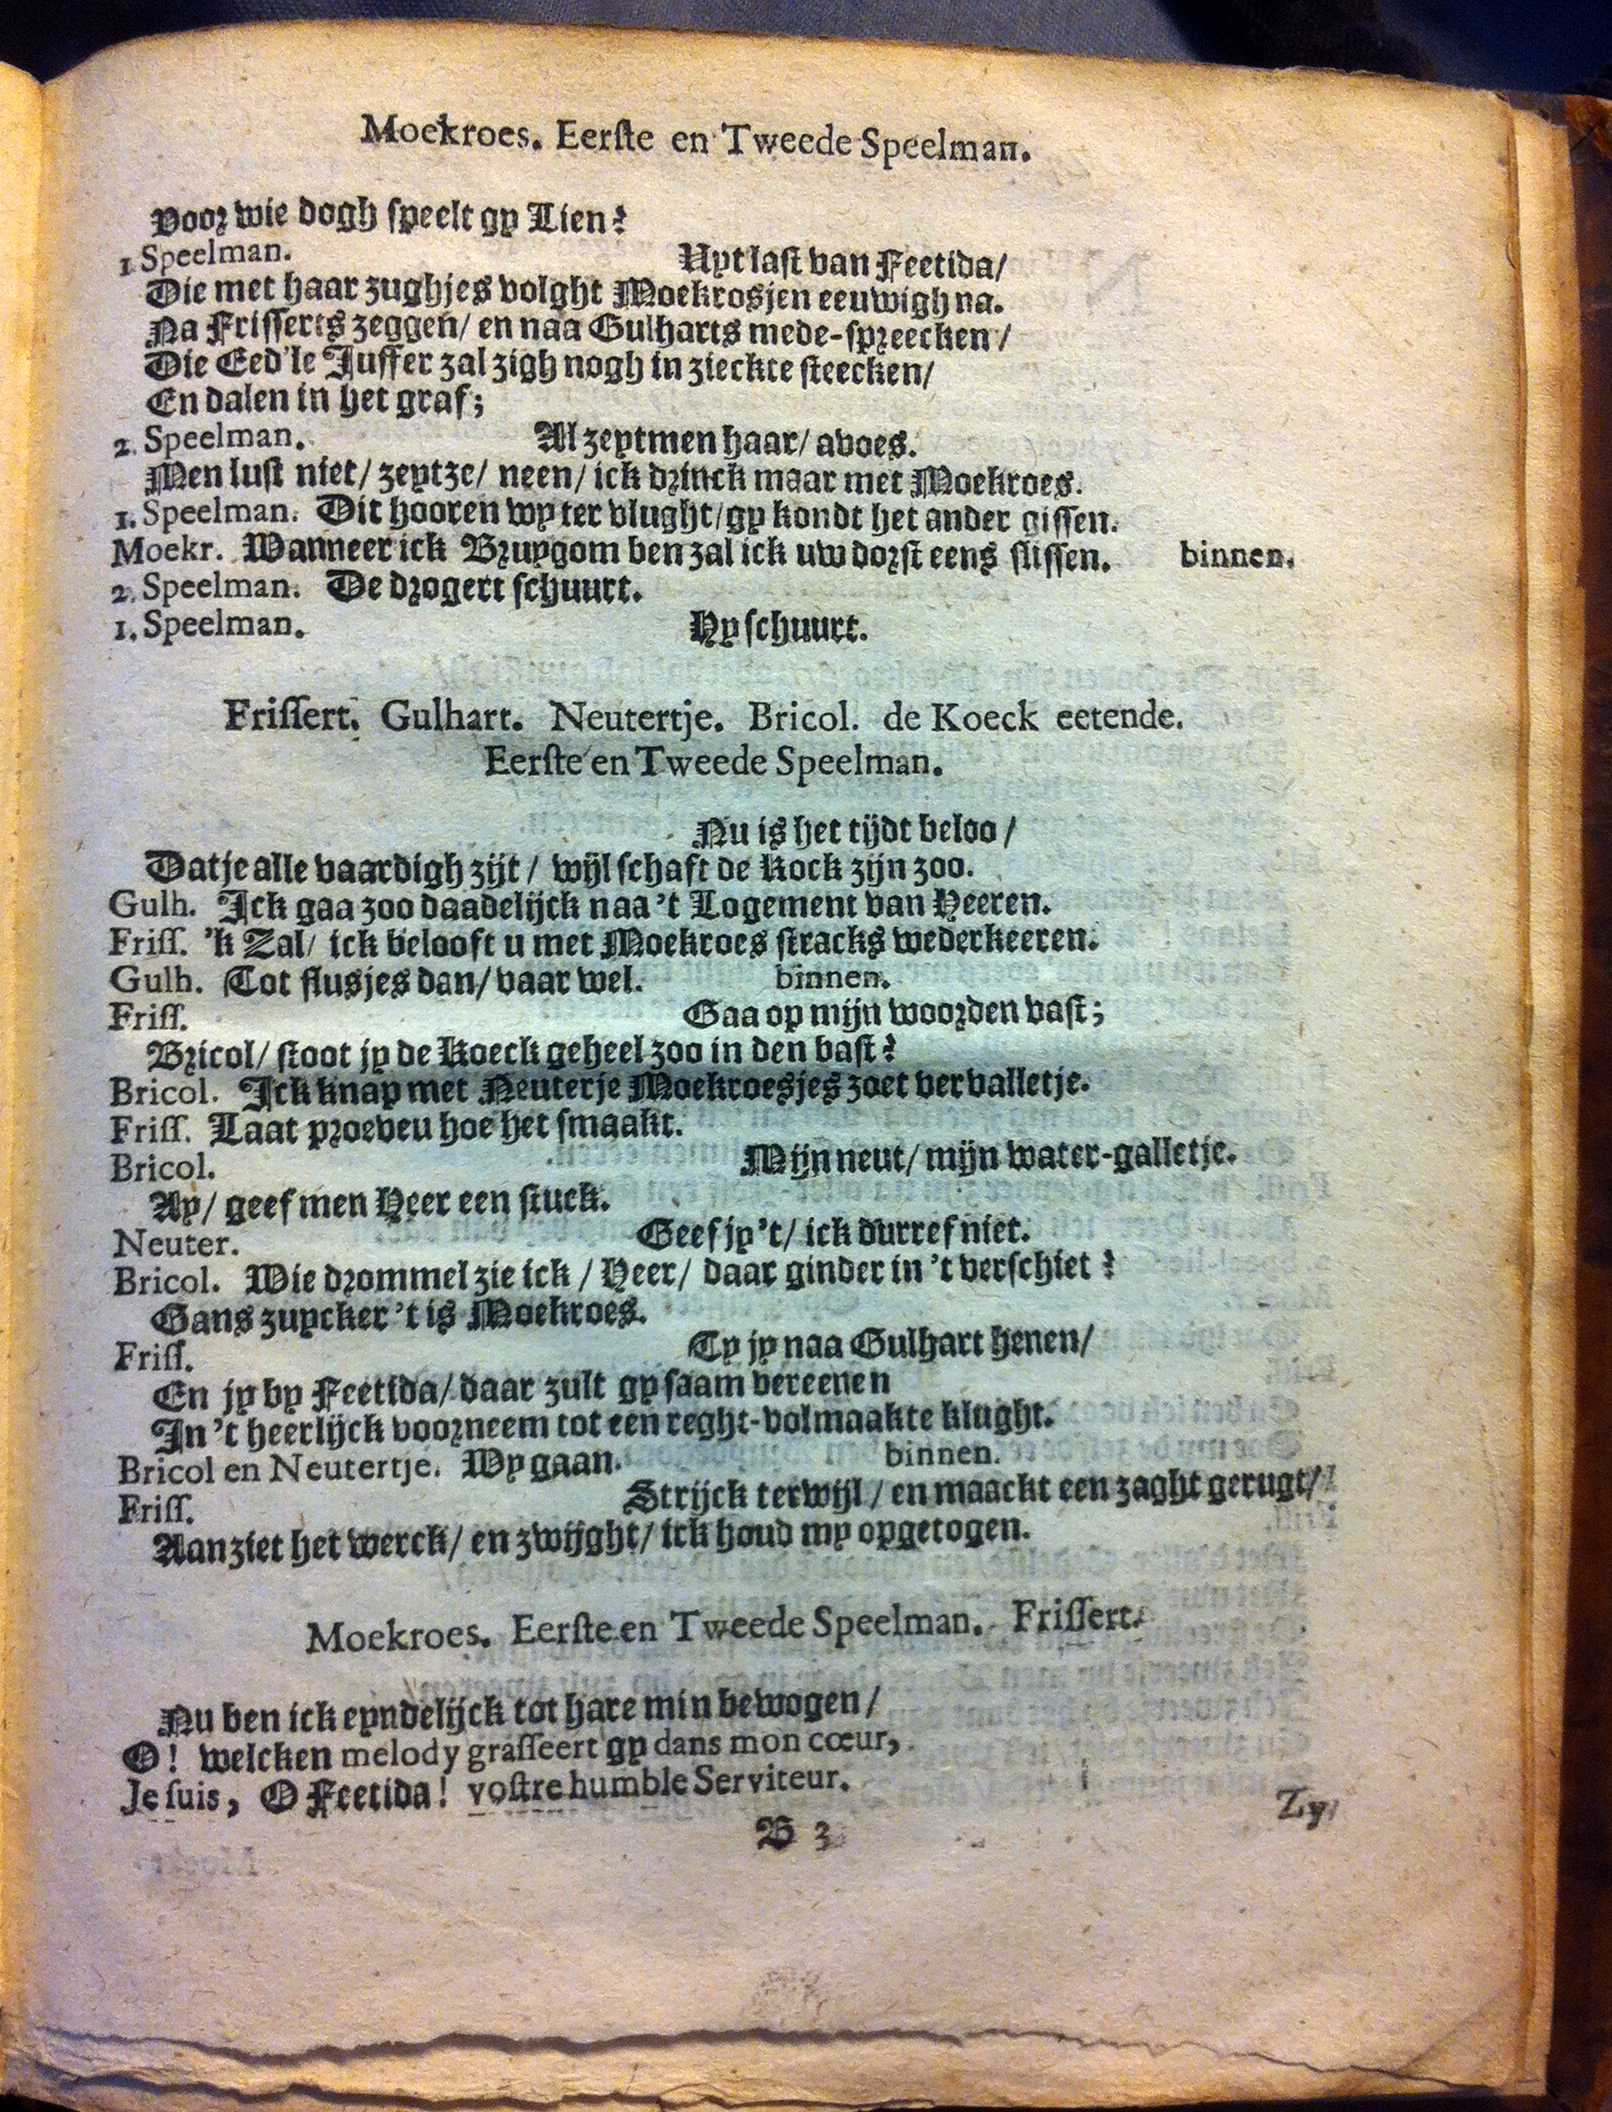 Moekroes. Eerſte en Tweede Speelman.
Voor wie dogh ſpeelt gy Lien?
1 Speelman. Uyt laſt van Feetida/
Die met haar zughjes volght Moekrosjen eeuwigh na.
Na Friſſerts zeggen/ en naa Gulharts mede-ſpreecken/
Die Eed'le Juffer zal zigh nogh in zieckte ſteecken/
En dalen in het graf;
2. Speelman. Al zeytmen haar/ avoes.
Men luſt niet/ zeytze/ neen/ ick drinck maar met Moekroes.
1. Speelman. Dit hooren wy ter vlught/ gy kondt het ander giſſen.
Moekr. Wanneer ick Bruygom ben zal ick uw dorſt eens ſliſſen. binnen.
2. Speelman. De drogert ſchuurt.
1. Speelman. Hy ſchuurt.
Friſſert. Gulhart. Neutertje. Bricol. de Koeck eetende.
Eerſte en Tweede Speelman.
Nu is het tijdt beloo/
Datje alle vaardigh zijt/ wijl ſchaft de Kock zijn zoo.
Gulh. Ick gaa zoo daadelijck naa 't Logement van Heeren.
Friſſ. 'k Zal/ ick belooft u met Moekroes ſtracks wederkeeren.
Gulh. Tot fluſjes dan/ vaar wel. binnen.
Friſſ. Gaa op mijn woorden vaſt;
Bricol/ ſtoot jy de Koeck geheel zoo in den baſt?
Bricol. Ick knap met Neuterje Moekroesjes zoet vervalletje.
Friſſ. Laat proeveu hoe het ſmaakt.
Bricol. Mijn neut/ mijn water-galletje.
Ay/ geef men Heer een ſtuck.
Neuter. Geef jy 't/ ick durref niet.
Bricol. Wie drommel zie ick/ Heer/ daar ginder in 't verſchiet?
Gans zuycker 't is Moekroes.
Friſſ. Ty jy naa Gulhart henen/
En jy by Feetida/ daar zult gy ſaam vereenen
In 't heerlijck voorneem tot een reght-volmaakte klught.
Bricol en Neutertje. Wy gaan. binnen.
Friſſ. Strijck terwijl/ en maackt een zaght gerugt/
Aanziet het werck/ en zwijght/ ick houd my opgetogen.
Moekroes. Eerſte en Tweede Speelman. Friſſert.
Nu ben ick eyndelijck tot hare min bewogen/
O! welcken melody graſſeert gy dans mon cœur,
Je ſuis, O Feetida! voſtre humble Serviteur.
B 3 Zy